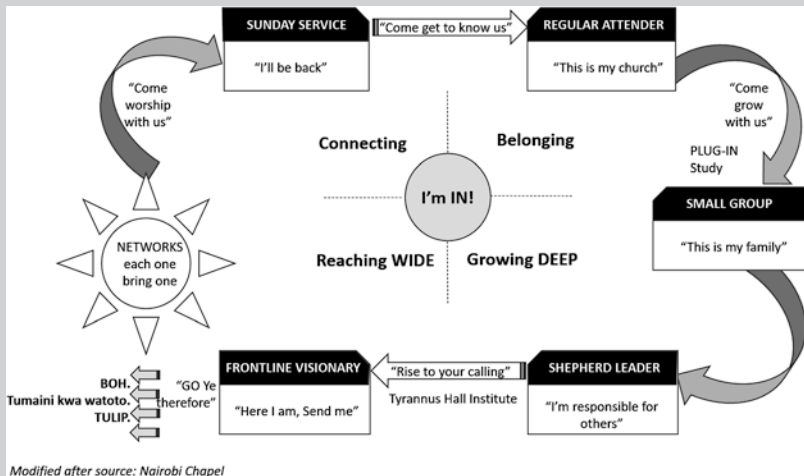 SUNDAY SERVICE
"I'll be back"
"Come get to know us"
REGULAR ATTENDER
"This is my church"
"Come
worship
with us"
"Come
grow
with us"
PLUG-IN
Study
Connecting
Belonging
I'm IN!
Reaching WIDE
Growing DEEP
NETWORKS
each one
bring one
SMALL GROUP
"This is my family"
SHEPHERD LEADER
"I'm responsible for
others"
"Rise to your calling"
Tyrannus Hall Institute
FRONTLINE VISIONARY
"Here I am, Send me"
"GO Ye
therefore"
BOH.
Tumaini kwa watoto.
TULIP.
Modified after source: Nairobi Chapel